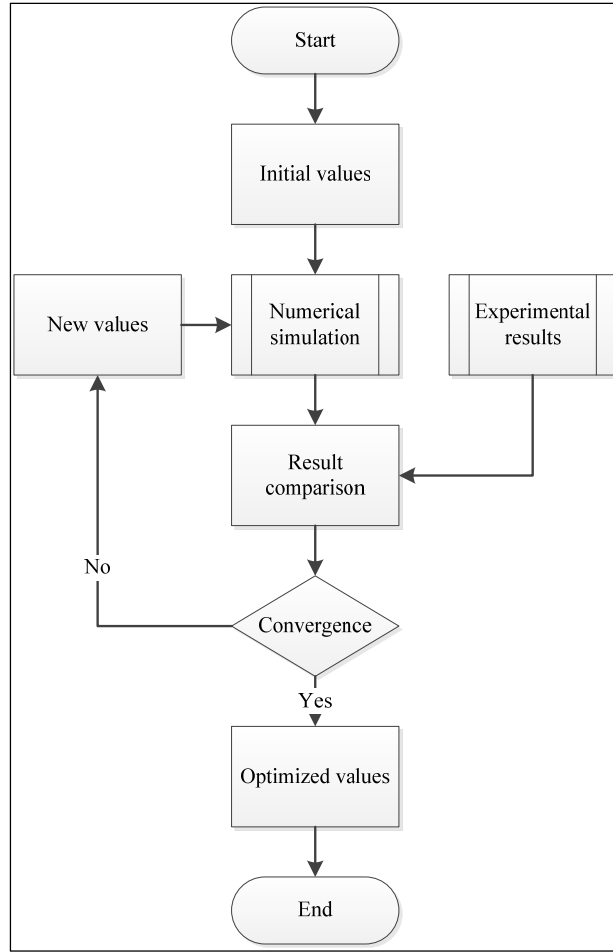 Start
Initial values
New values
Numerical
simulation
Experimental
results
Result
comparison
No
Convergence
Yes
Optimized values
End